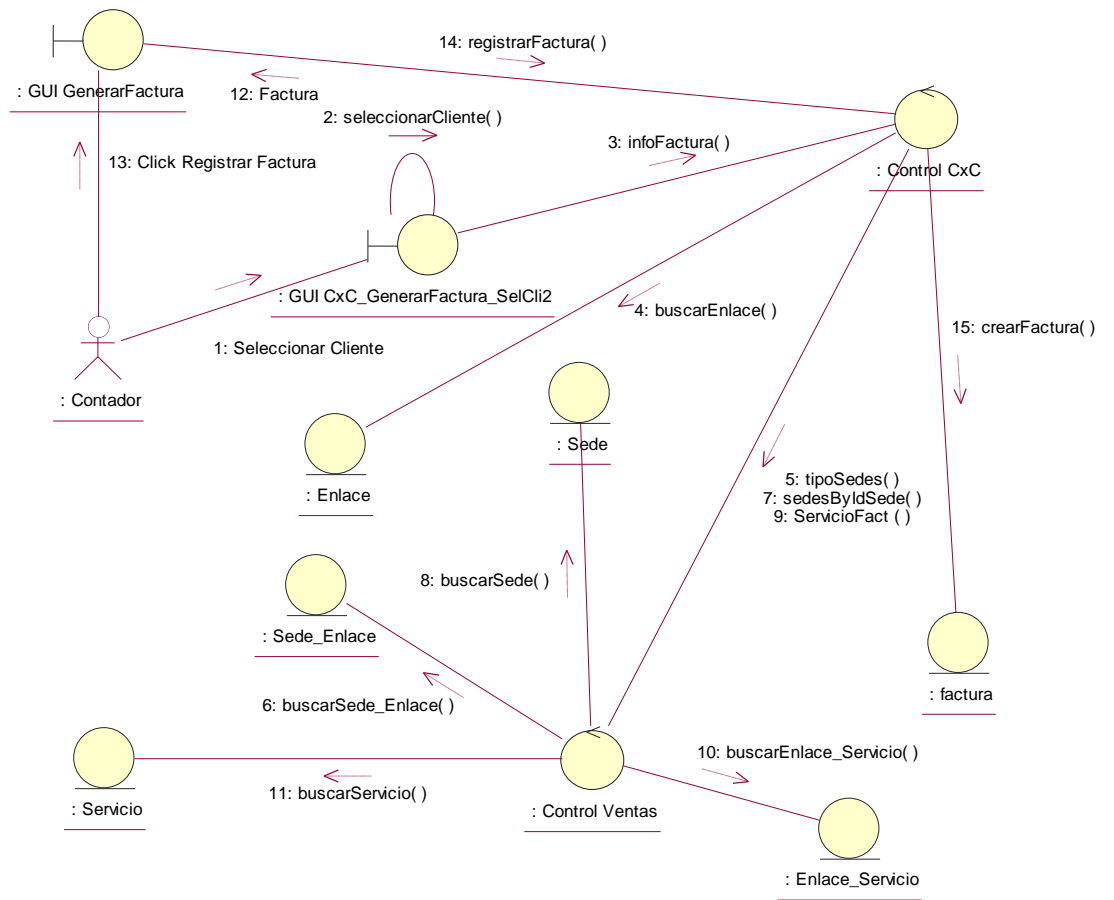 14: registrarFactura( )
: GUI GenerarFactura
12: Factura
2: seleccionarCliente( )
3: infoFactura( )
13: Click Registrar Factura
: Control CxC
: GUI CxC_GenerarFactura_SelCli2
4: buscarEnlace( )
15: crearFactura( )
1: Seleccionar Cliente
: Contador
: Sede
: Enlace
5: tipoSedes( )
7: sedesByIdSede( )
9: ServicioFact ( )
8: buscarSede( )
: Sede_Enlace
6: buscarSede_Enlace( )
: factura
10: buscarEnlace_Servicio( )
11: buscarServicio( )
: Servicio
: Control Ventas
: Enlace_Servicio